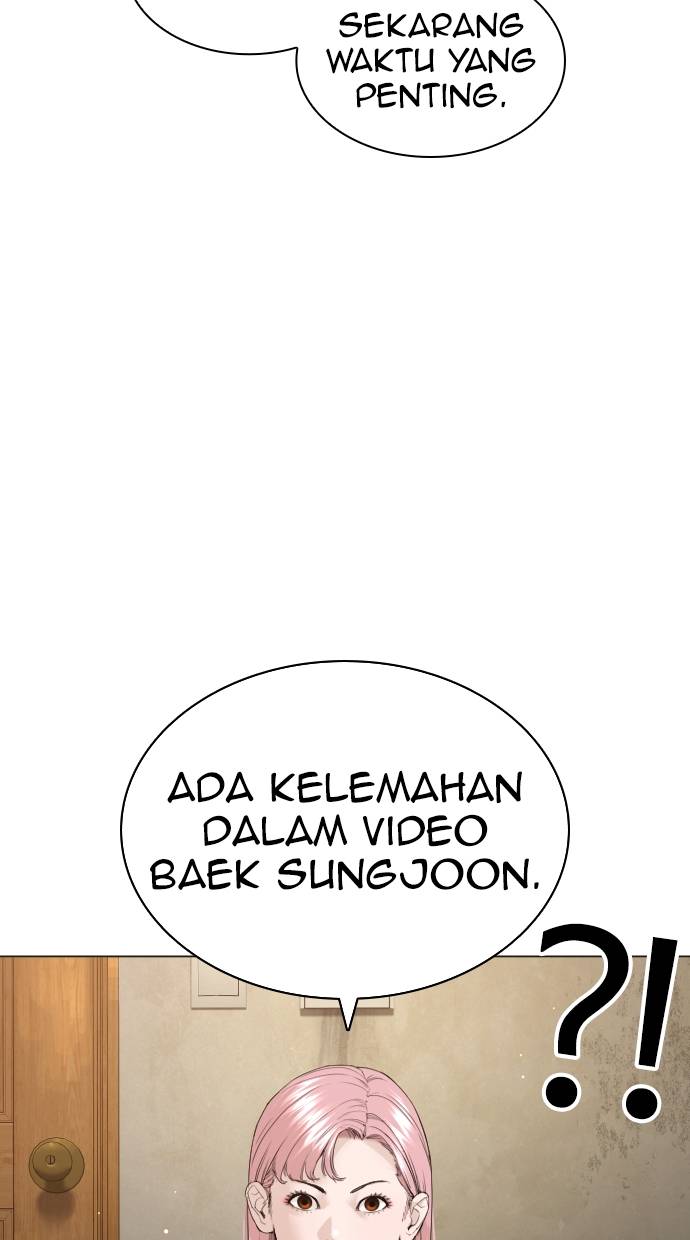 SEKARANG
WAKTU YANG
PENTING.
ADA KELEMAHAN
DALAM VIDEO
BAEK SUNGJOON.
?!